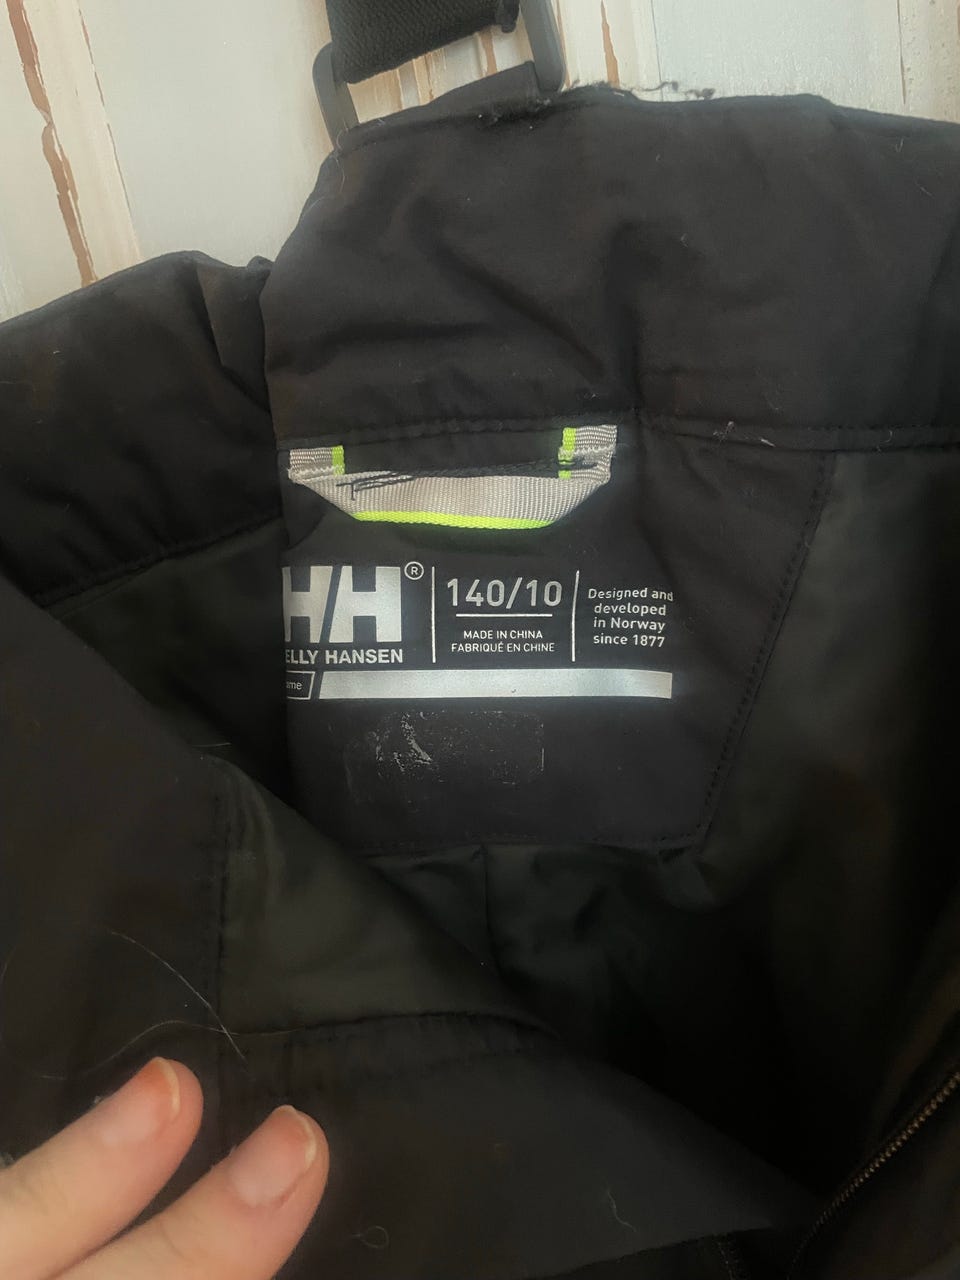 HH®
ELLY HANSEN
140/10
MADE IN CHINA
FABRIQUÉ EN CHINE
Designed and
developed
in Norway
since 1877